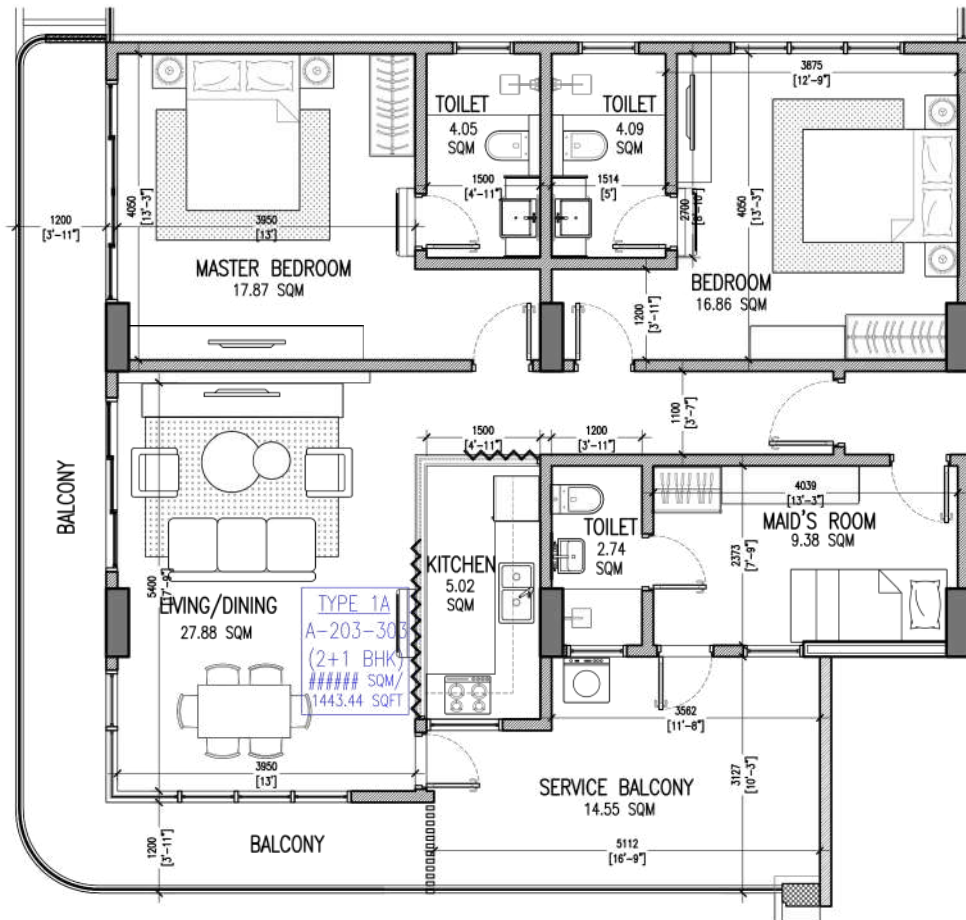 3875
[12'-9"]
TOILET
4.05
SQM
TOILET
4.09
SQM
1500
[4'-11"]
1514
[5']
4050
[13'-3"]
3950
[13']
1200
[3'-11"]
2700
4050
[13'-3"]
MASTER BEDROOM
17.87 SQM
BEDROOM
16.86 SQM
1200
[3'-11"]
1100
[3'-7"]
1500
[4'-11"]
1200
[3'-11"]
BALCONY
4039
[13'-3"]
TOILET
2.74
SQM
MAID'S ROOM
9.38 SQM
2373
[7'-9"]
KITCHEN
5.02
SQM
5400
LIVING/DINING
27.88 SQM
TYPE 1A
A-203-303
(2+1 BHK)
###### SQM/
1443.44 SQFT
3562
[11'-8"]
3950
[13']
SERVICE BALCONY
14.55 SQM
3127
[10'-3"]
BALCONY
1200
[3'-11"]
5112
[16'-9"]